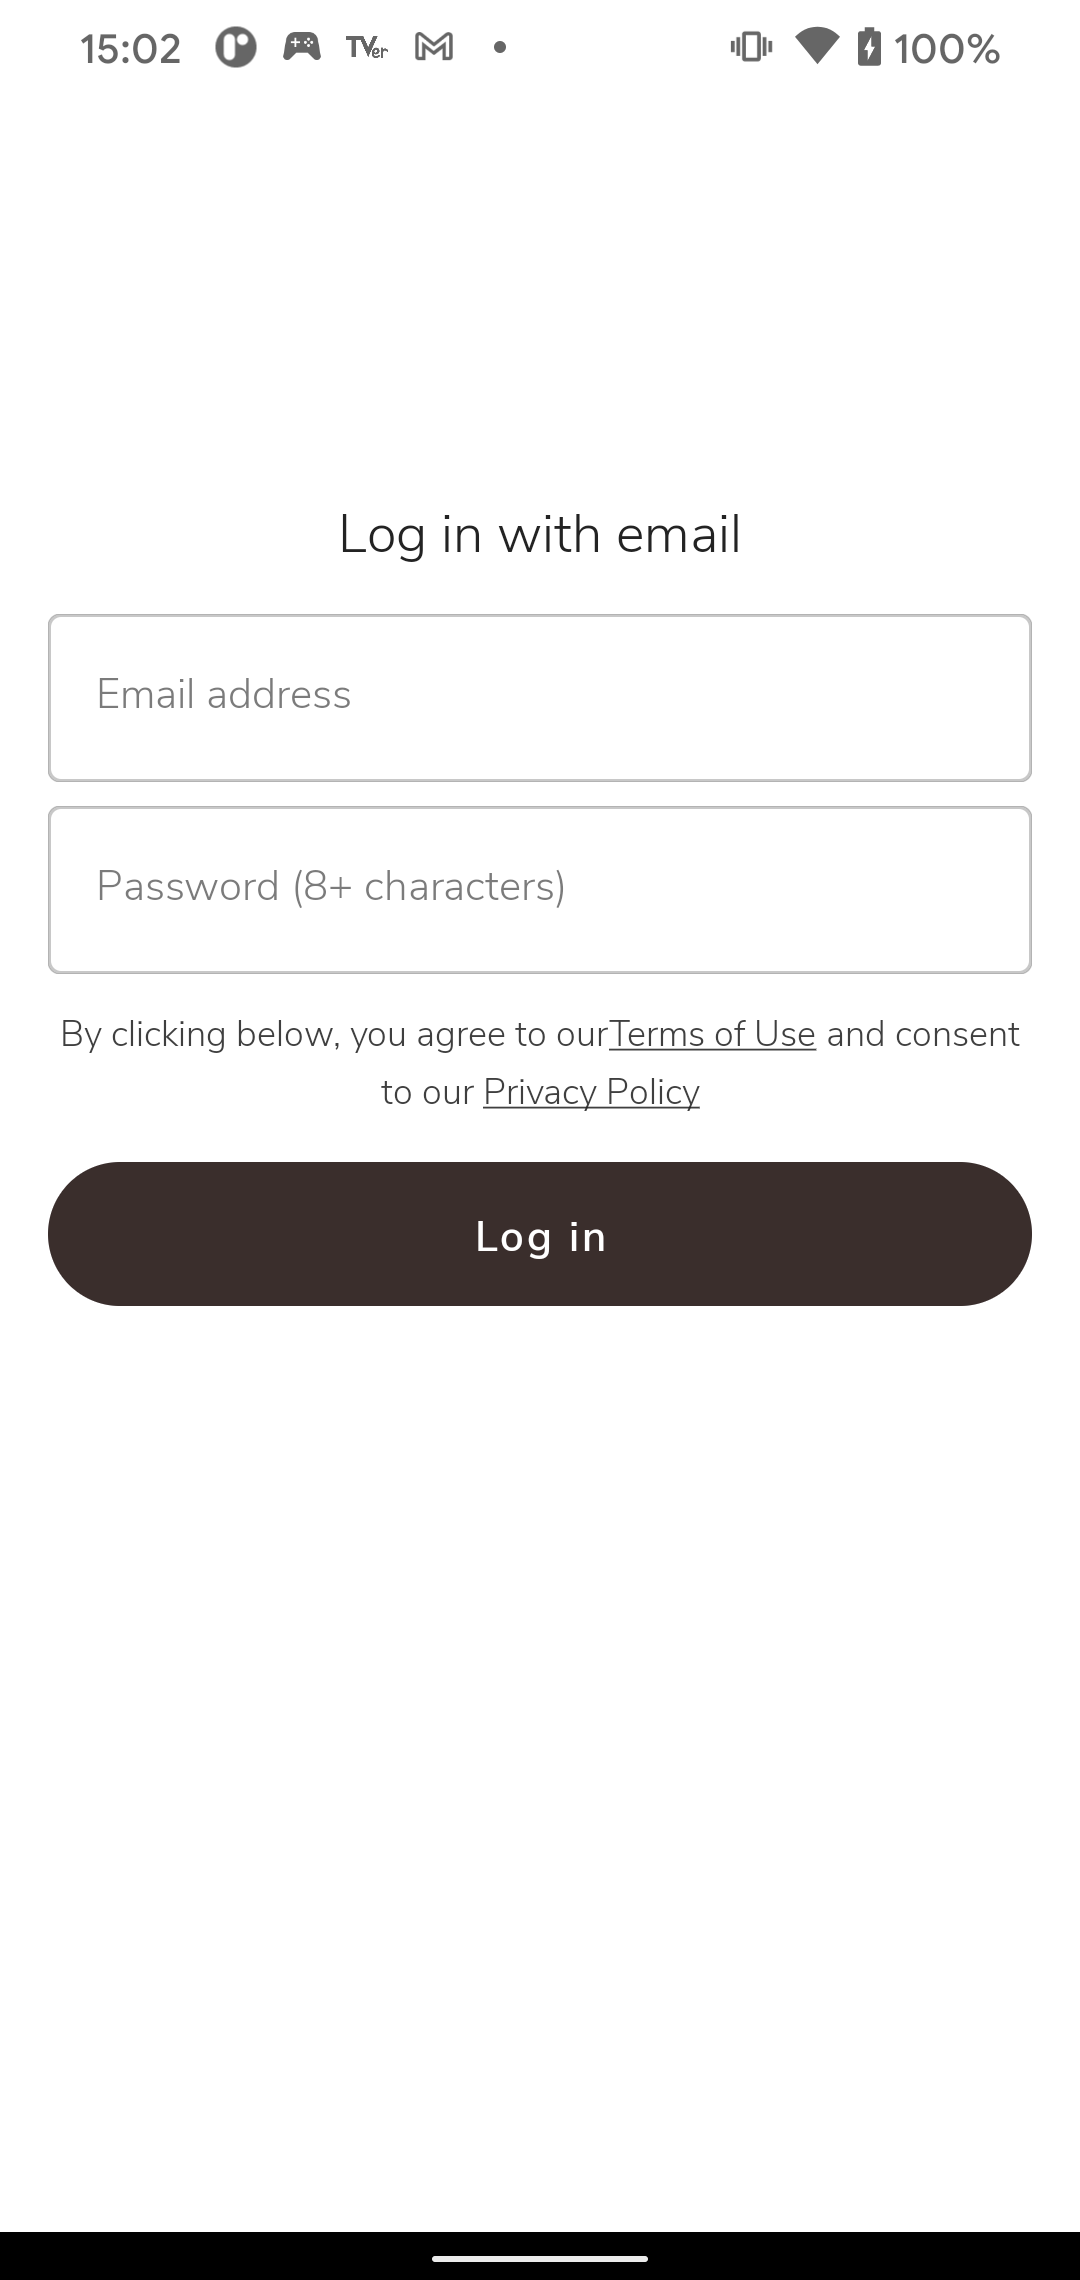 15:02 TVer 100%
Log in with email
Email address
Password (8+ characters)
By clicking below, you agree to ourTerms of Use and consent
to our Privacy Policy
Log in